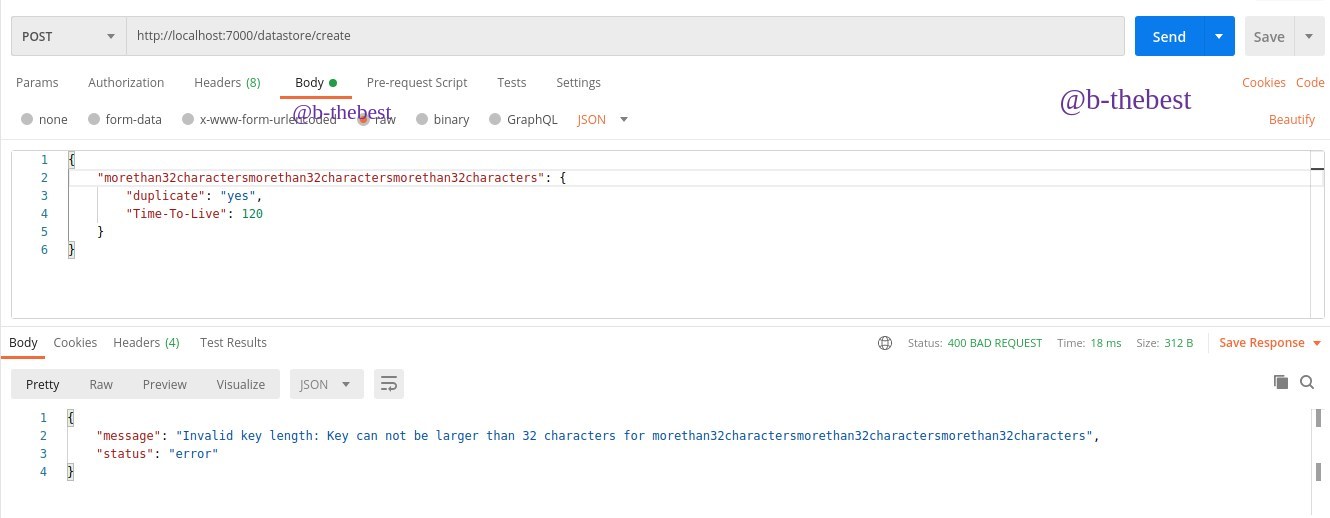 POST http://localhost:7000/datastore/create Send Save
Params Authorization Headers (8) Body Pre-request Script Tests Settings Cookies Code
@b-thebest @b-thebest
none form-data x-www-form-urlencoded raw binary GraphQL JSON Beautify
1 {
2 "morethan32charactersmorethan32charactersmorethan32characters": {
3 "duplicate": "yes",
4 "Time-To-Live": 120
5 }
6 }
Body Cookies Headers (4) Test Results Status: 400 BAD REQUEST Time: 18 ms Size: 312 B Save Response
Pretty Raw Preview Visualize JSON
1 {
2 "message": "Invalid key length: Key can not be larger than 32 characters for morethan32charactersmorethan32charactersmorethan32characters",
3 "status": "error"
4 }